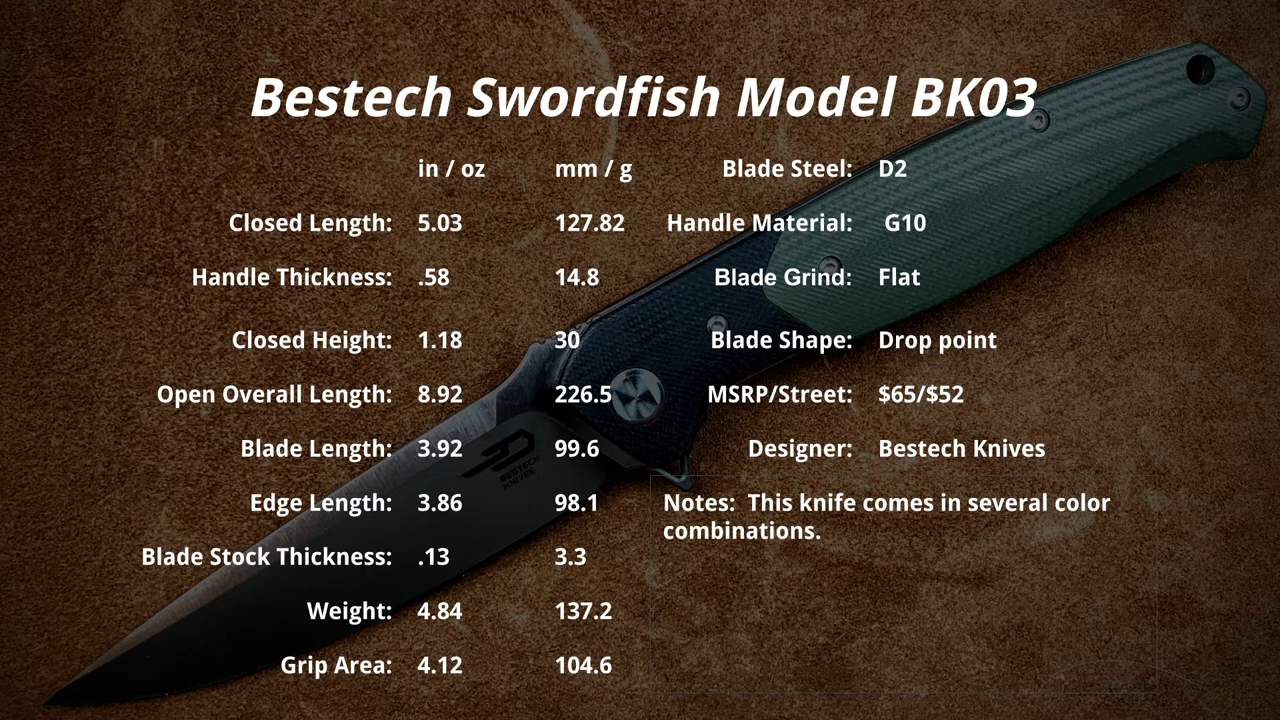 Bestech Swordfish Model BK03
in / oz mm / g
Closed Length: 5.03 127.82
Handle Thickness: .58 14.8
Closed Height: 1.18 30
Open Overall Length: 8.92 226.5
Blade Length: 3.92 99.6
Edge Length: 3.86 98.1
Blade Stock Thickness: .13 3.3
Weight: 4.84 137.2
Grip Area: 4.12 104.6
Blade Steel: D2
Handle Material: G10
Blade Grind: Flat
Blade Shape: Drop point
MSRP/Street: $65/$52
Designer: Bestech Knives
Notes: This knife comes in several color
combinations.
BESTECH
KNIVES